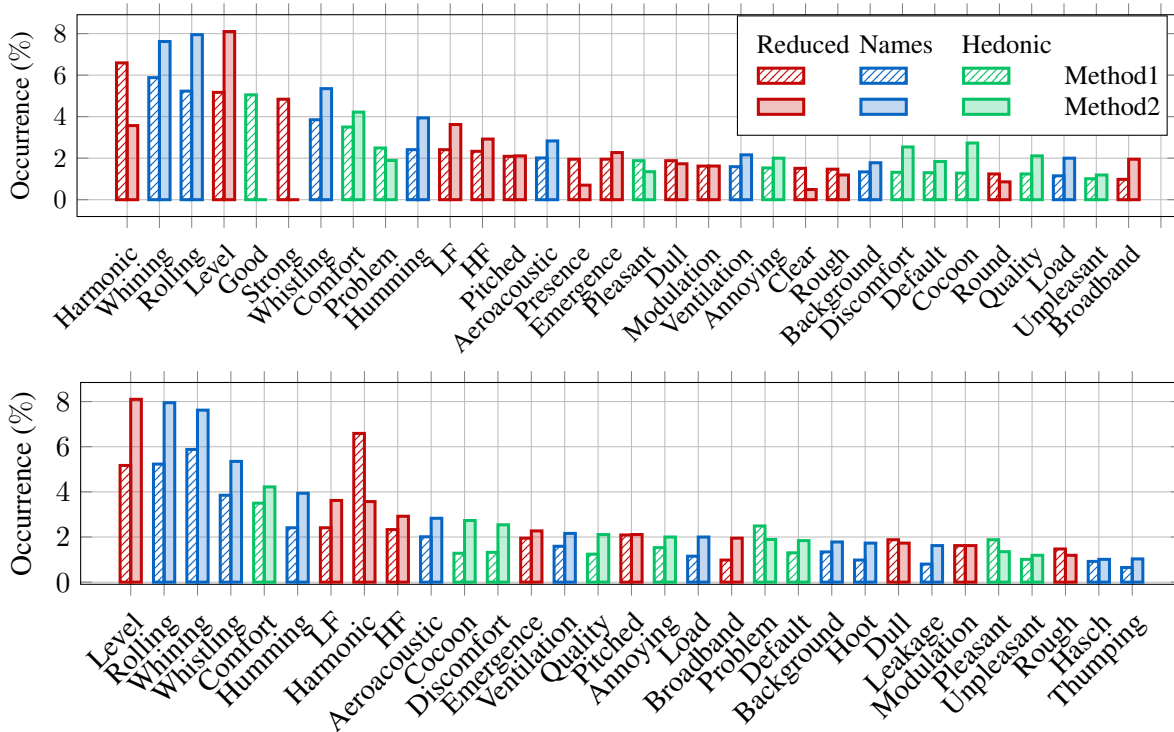 Occurrence (%)
8
6
4
2
0
Reduced Names Hedonic
Method1
Method2
Harmonic
Whining
Rolling
Level
Good
Strong
Whistling
Comfort
Problem
Humming
LF
HF
Pitched
Aeroacoustic
Presence
Emergence
Pleasant
Dull
Modulation
Ventilation
Annoying
Clear
Rough
Background
Discomfort
Default
Cocoon
Round
Quality
Load
Unpleasant
Broadband
Occurrence (%)
8
6
4
2
0
Level
Rolling
Whining
Whistling
Comfort
Humming
LF
Harmonic
HF
Aeroacoustic
Cocoon
Discomfort
Emergence
Ventilation
Quality
Pitched
Annoying
Load
Broadband
Problem
Default
Background
Hoot
Dull
Leakage
Modulation
Pleasant
Unpleasant
Rough
Hasch
Thumping